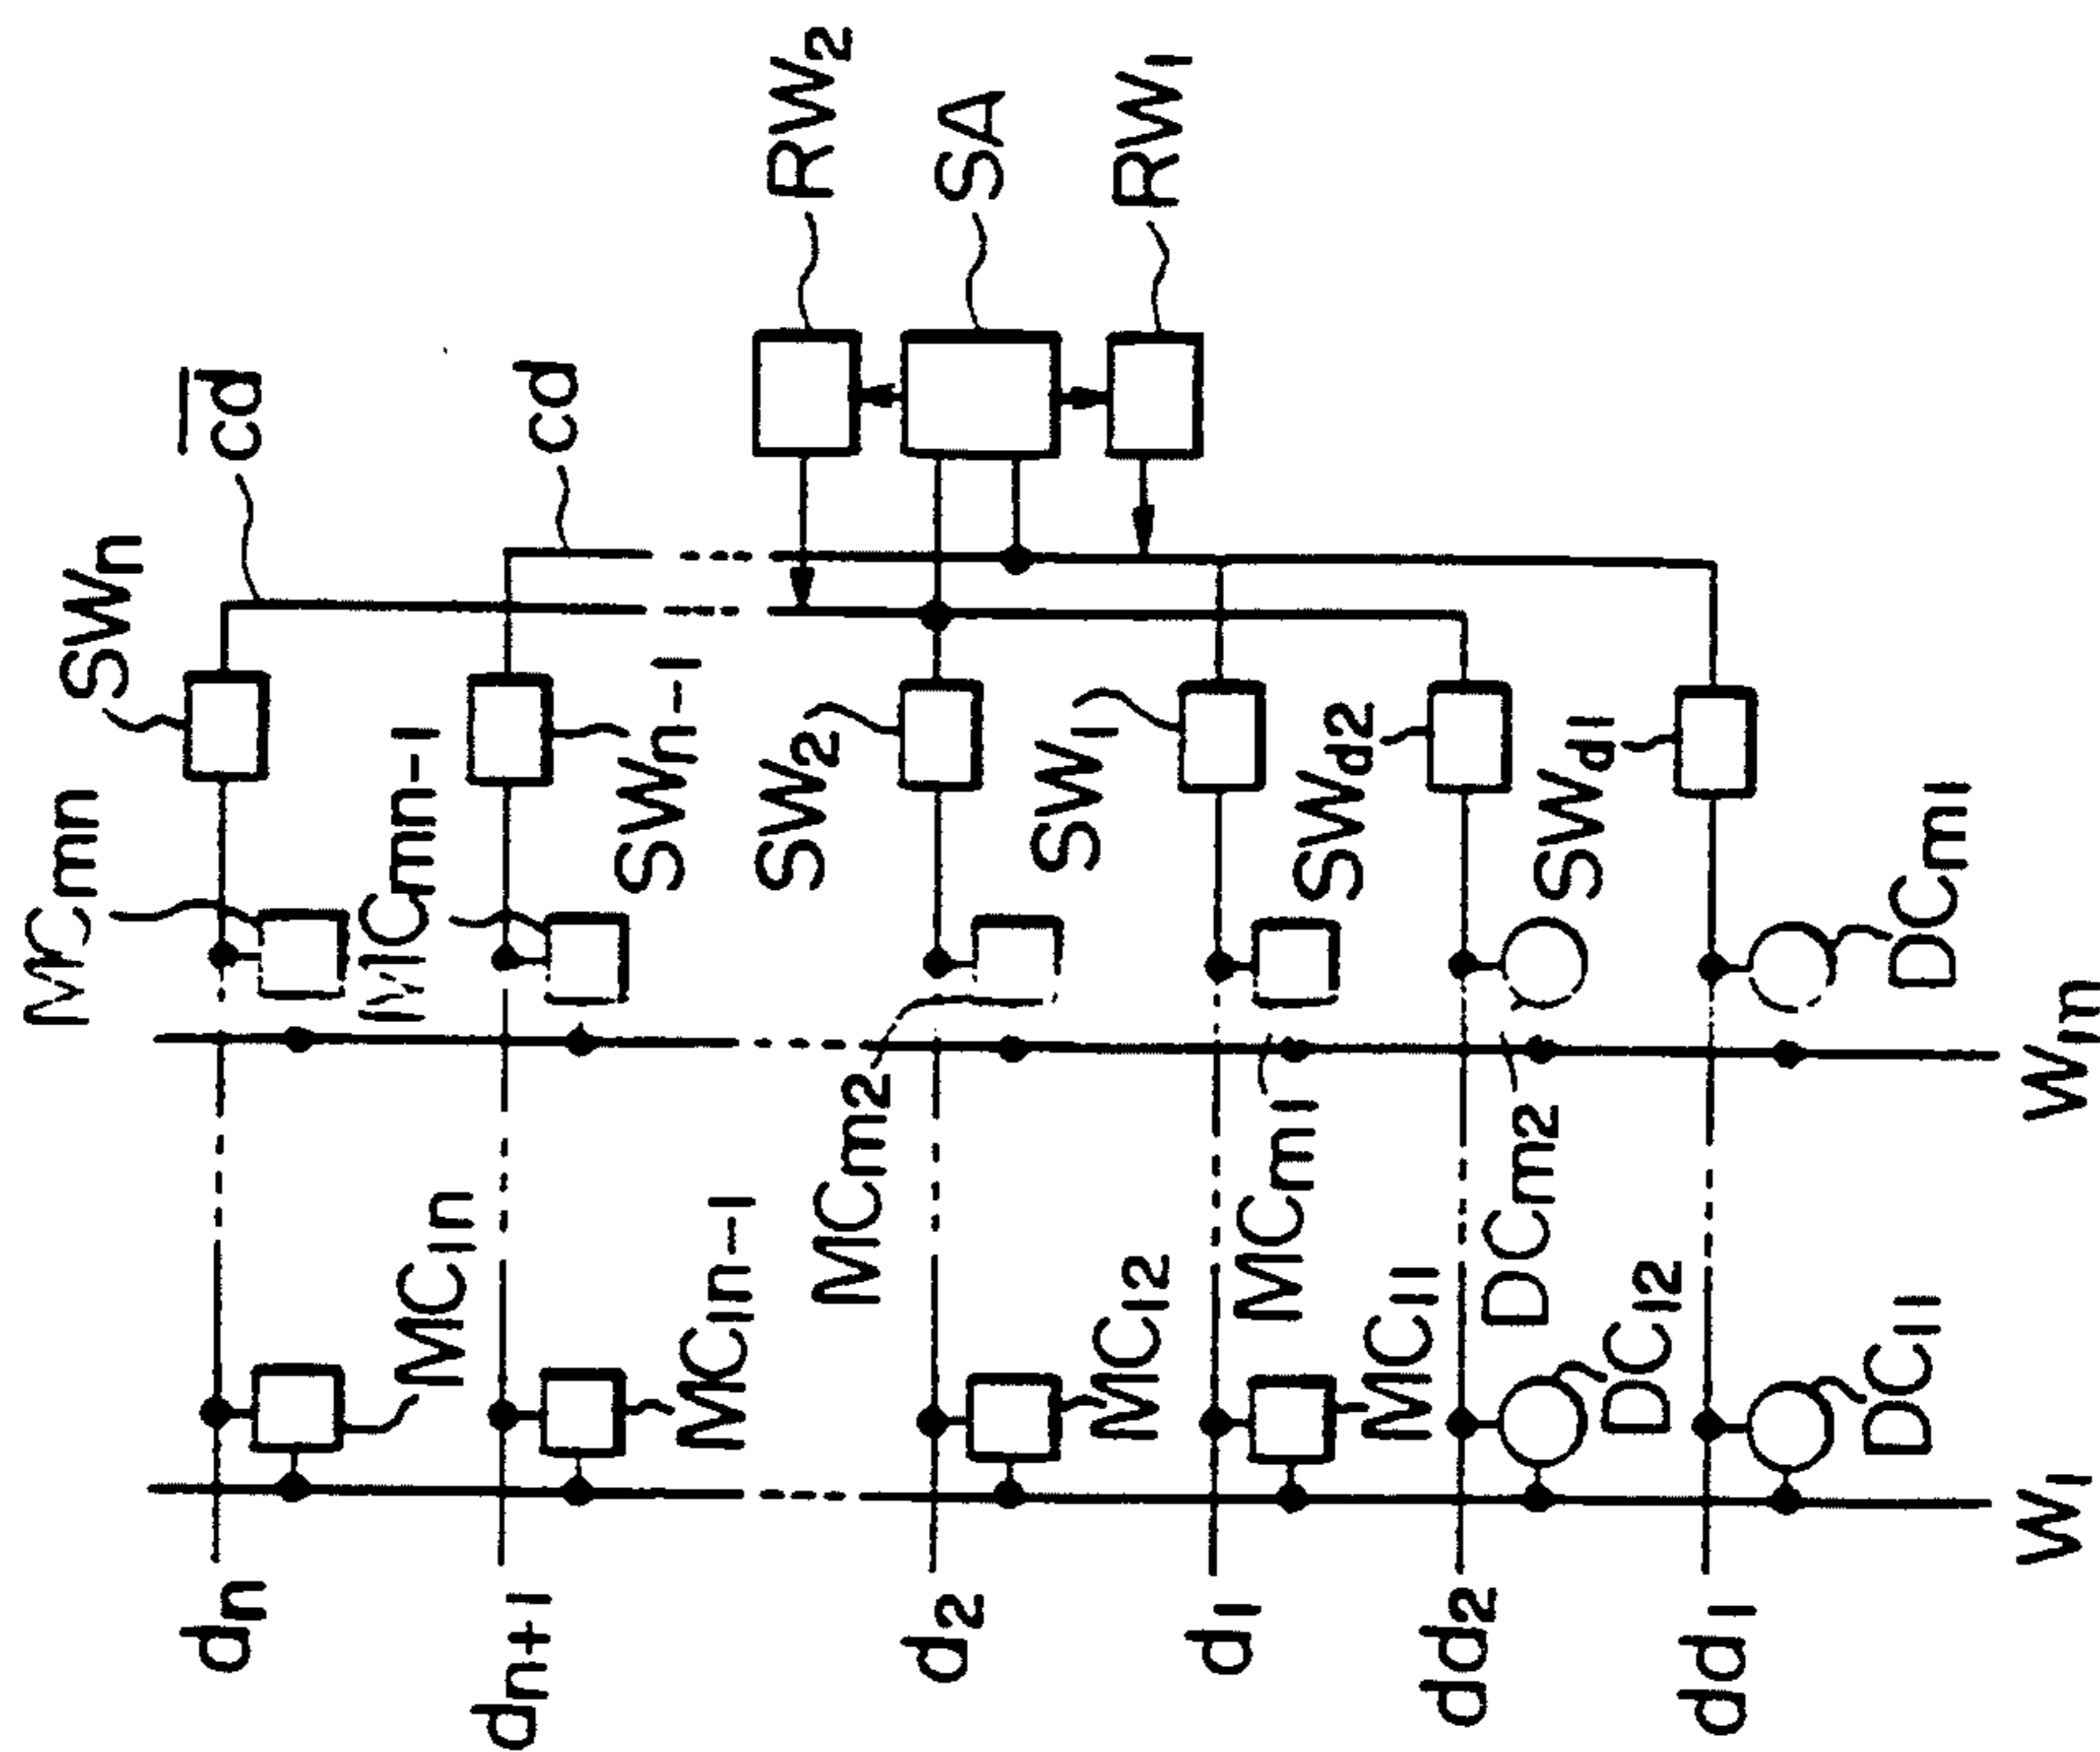 RW2
SA
RW1
c̅d̅
cd
SWn
SWn-1
SW2
SW1
SWd2
SWd1
MCmn
MCmn-1
MCm2
MCm1
DCm2
DCm1
Wm
MC1n
MC1n-1
MC12
MC11
DC12
DC11
W1
dn
dn+1
d2
d1
dd2
dd1